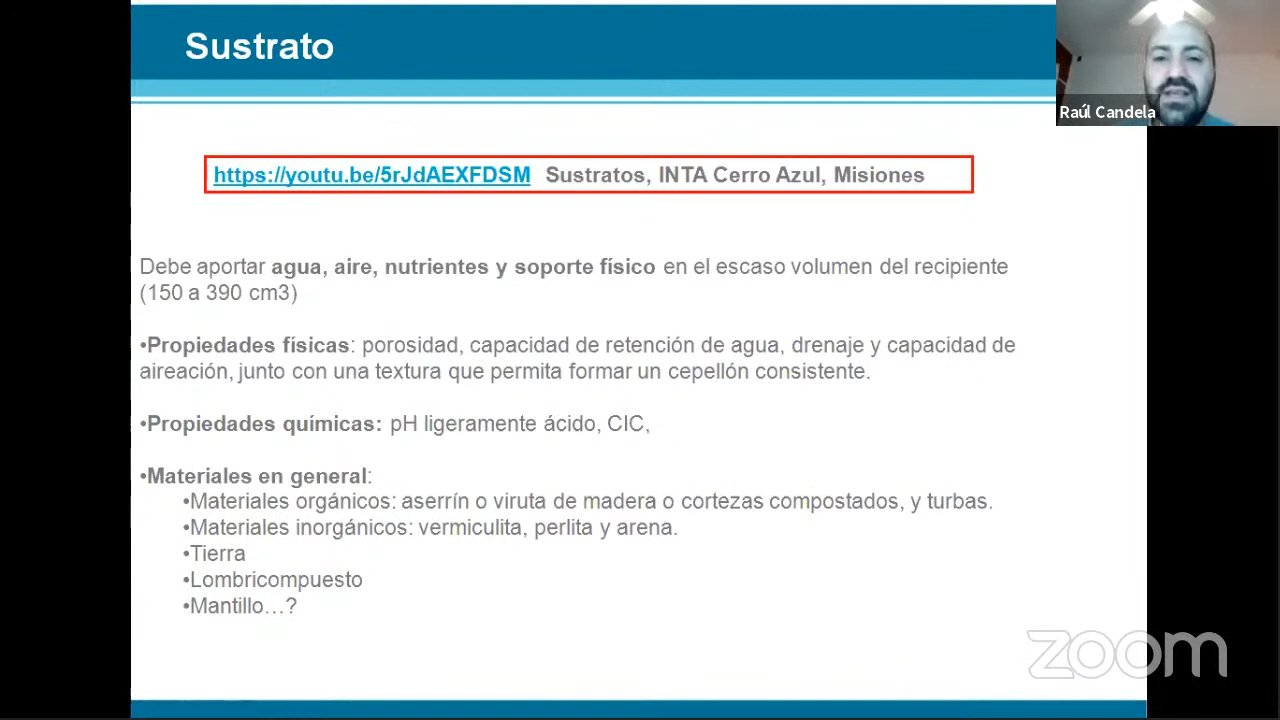 Sustrato
Raúl Candela
https://youtu.be/5rJdAEXFDSM Sustratos, INTA Cerro Azul, Misiones
Debe aportar agua, aire, nutrientes y soporte físico en el escaso volumen del recipiente
(150 a 390 cm3)
•Propiedades físicas: porosidad, capacidad de retención de agua, drenaje y capacidad de
aireación, junto con una textura que permita formar un cepellón consistente.
•Propiedades químicas: pH ligeramente ácido, CIC,
•Materiales en general:
•Materiales orgánicos: aserrín o viruta de madera o cortezas compostados, y turbas.
•Materiales inorgánicos: vermiculita, perlita y arena.
•Tierra
•Lombricompuesto
•Mantillo…?
zoom